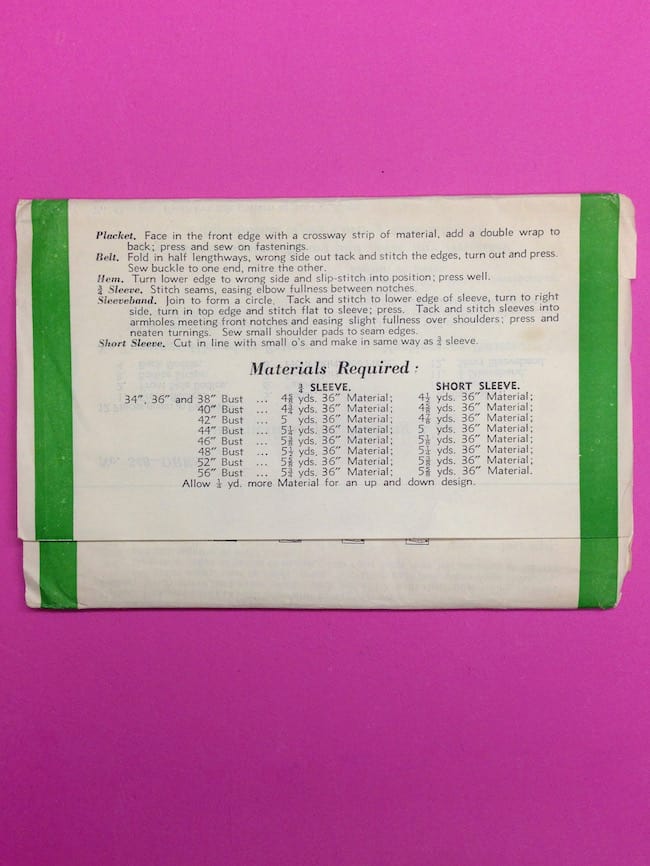 Placket. Face in the front edge with a crossway strip of material, add a double wrap to
back; press and sew on fastenings.
Belt. Fold in half lengthways, wrong side out tack and stitch the edges, turn out and press.
Sew buckle to one end, mitre the other.
Hem. Turn lower edge to wrong side and slip-stitch into position; press well.
¾ Sleeve. Stitch seams, easing elbow fullness between notches.
Sleeveband. Join to form a circle. Tack and stitch to lower edge of sleeve, turn to right
side, turn in top edge and stitch flat to sleeve; press. Tack and stitch sleeves into
armholes meeting front notches and easing slight fullness over shoulders; press and
neaten turnings. Sew small shoulder pads to seam edges.
Short Sleeve. Cut in line with small o's and make in same way as ¾ sleeve.
Materials Required:
¾ SLEEVE. SHORT SLEEVE.
34", 36" and 38" Bust ... 4⅝ yds. 36" Material; 4½ yds. 36" Material;
40" Bust ... 4¾ yds. 36" Material; 4⅝ yds. 36" Material;
42" Bust ... 5 yds. 36" Material; 4⅞ yds. 36" Material;
44" Bust ... 5¼ yds. 36" Material; 5 yds. 36" Material;
46" Bust ... 5⅜ yds. 36" Material; 5⅛ yds. 36" Material;
48" Bust ... 5½ yds. 36" Material; 5¼ yds. 36" Material;
52" Bust ... 5⅝ yds. 36" Material; 5⅜ yds. 36" Material;
56" Bust ... 5¾ yds. 36" Material; 5⅝ yds. 36" Material.
Allow ¼ yd. more Material for an up and down design.